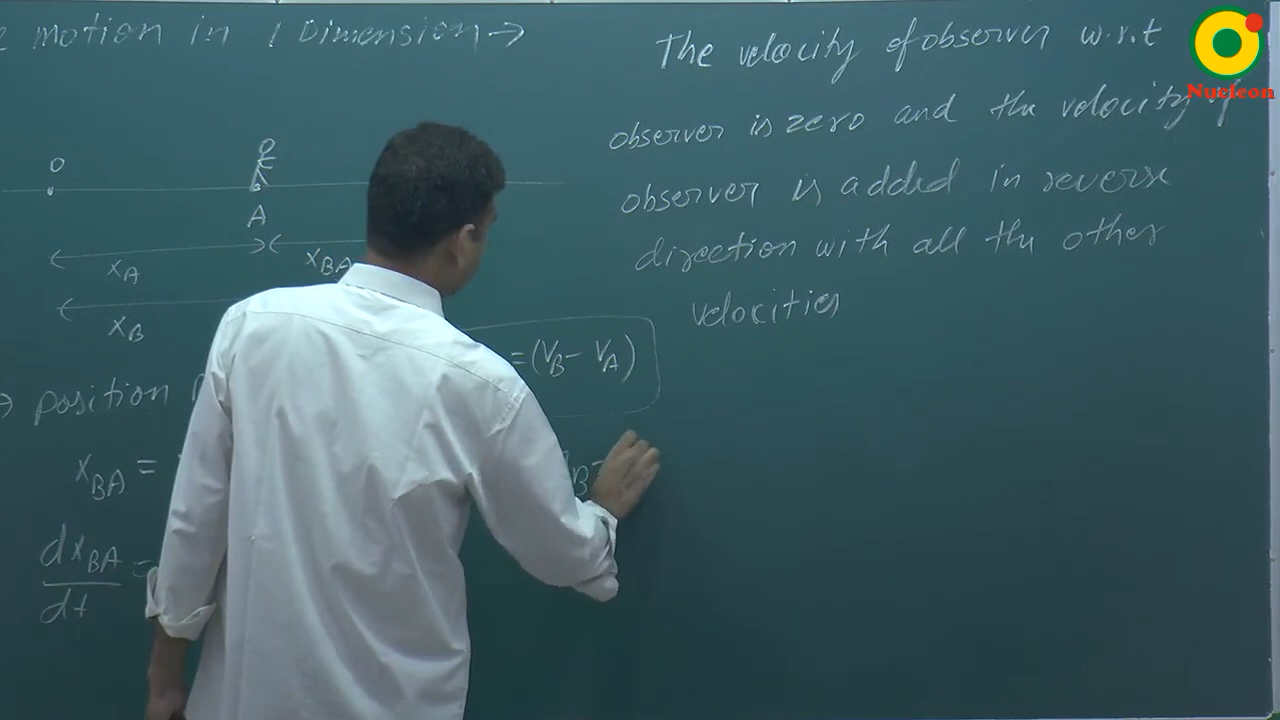 motion in 1 Dimension →
O
A
x_A
x_BA
x_B
→ position
x_BA =
dx_BA =
dt
= (V_B - V_A)
B -
The velocity of observer w.r.t
observer is zero and the velocity of
observer is added in reverse
direction with all the other
velocities
Nucleon